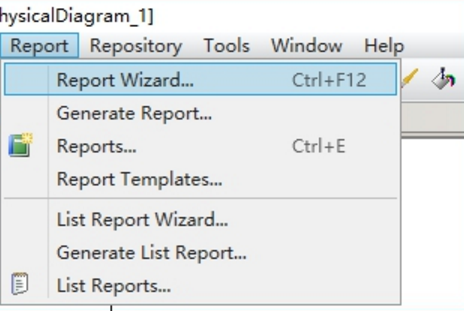 hysicalDiagram_1]
Report Repository Tools Window Help
Report Wizard... Ctrl+F12
Generate Report...
Reports... Ctrl+E
Report Templates...
List Report Wizard...
Generate List Report...
List Reports...